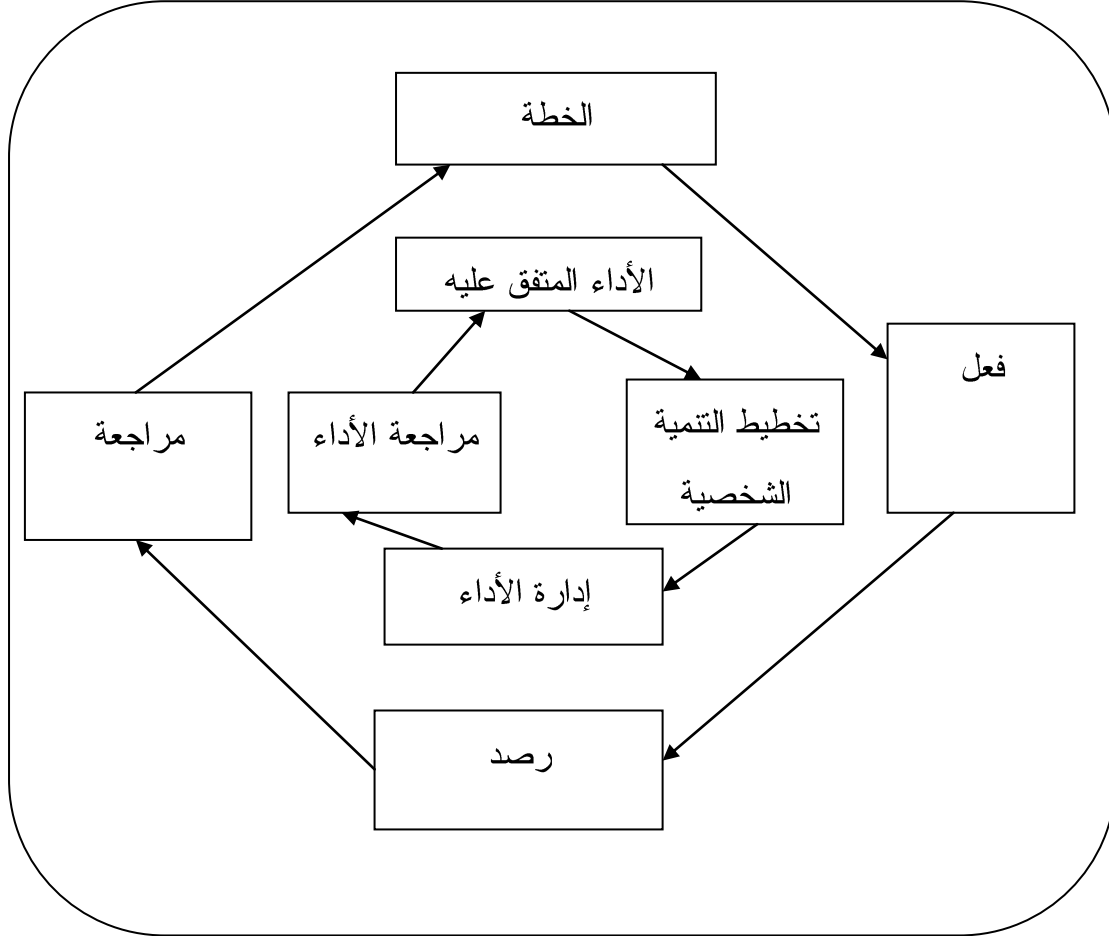 الخطة
الأداء المتفق عليه
فعل
تخطيط التنمية
الشخصية
مراجعة الأداء
مراجعة
إدارة الأداء
رصد